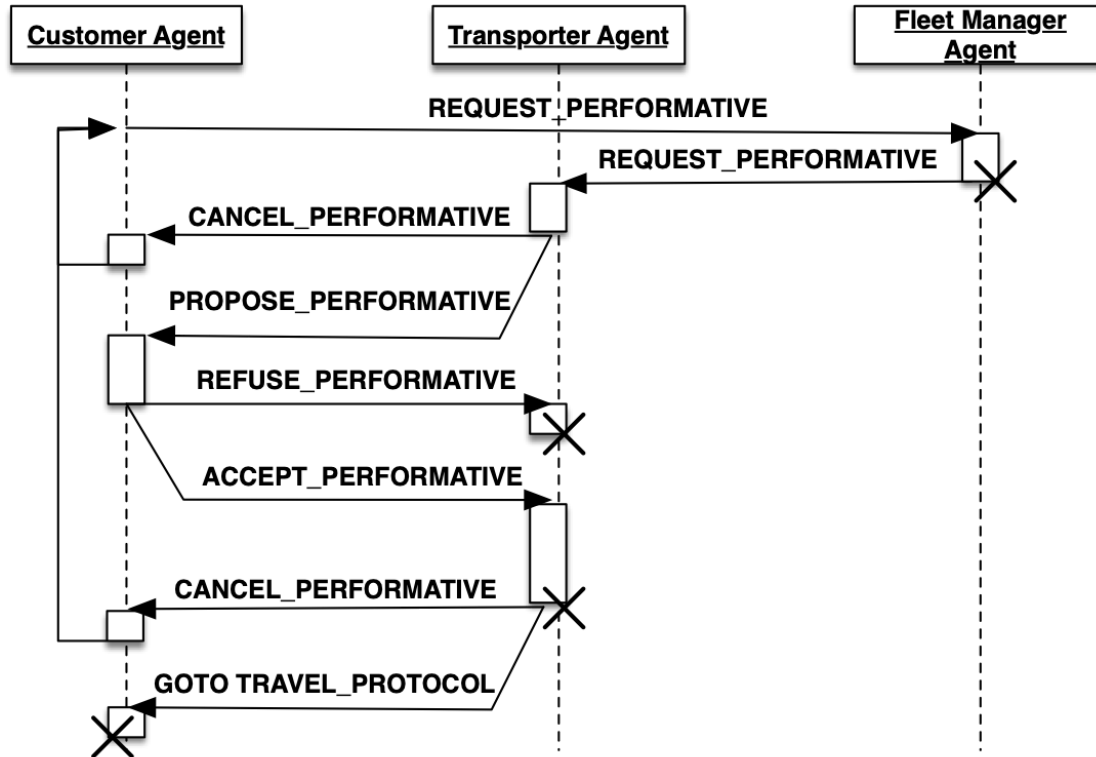 Customer Agent
Transporter Agent
Fleet Manager
Agent
REQUEST_PERFORMATIVE
REQUEST_PERFORMATIVE
CANCEL_PERFORMATIVE
PROPOSE_PERFORMATIVE
REFUSE_PERFORMATIVE
ACCEPT_PERFORMATIVE
CANCEL_PERFORMATIVE
GOTO TRAVEL_PROTOCOL